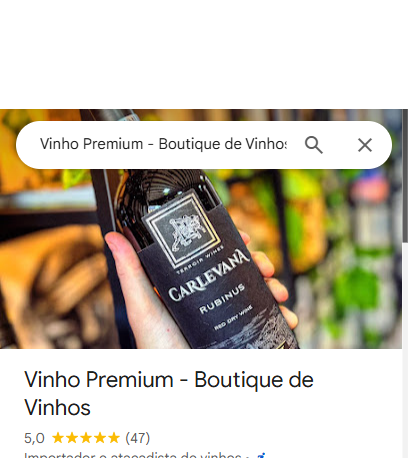 Vinho Premium - Boutique de Vinhos
TERROIR WINES
CARLEVANA
RUBINUS
RED DRY WINE
Vinho Premium - Boutique de
Vinhos
5,0 ★★★★★ (47)
Importador e atacadista de vinhos ·